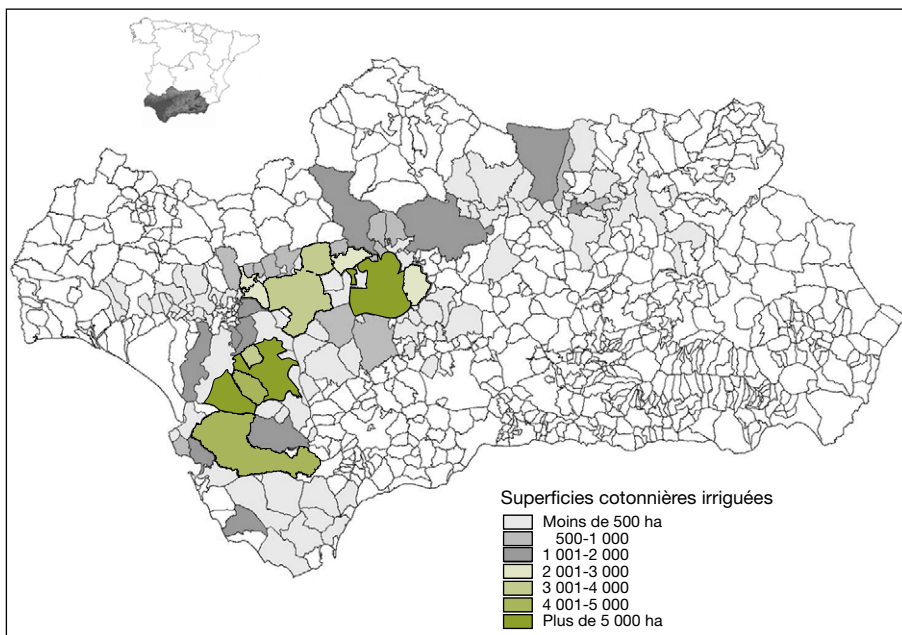 Superficies cotonnières irriguées
Moins de 500 ha
500-1 000
1 001-2 000
2 001-3 000
3 001-4 000
4 001-5 000
Plus de 5 000 ha